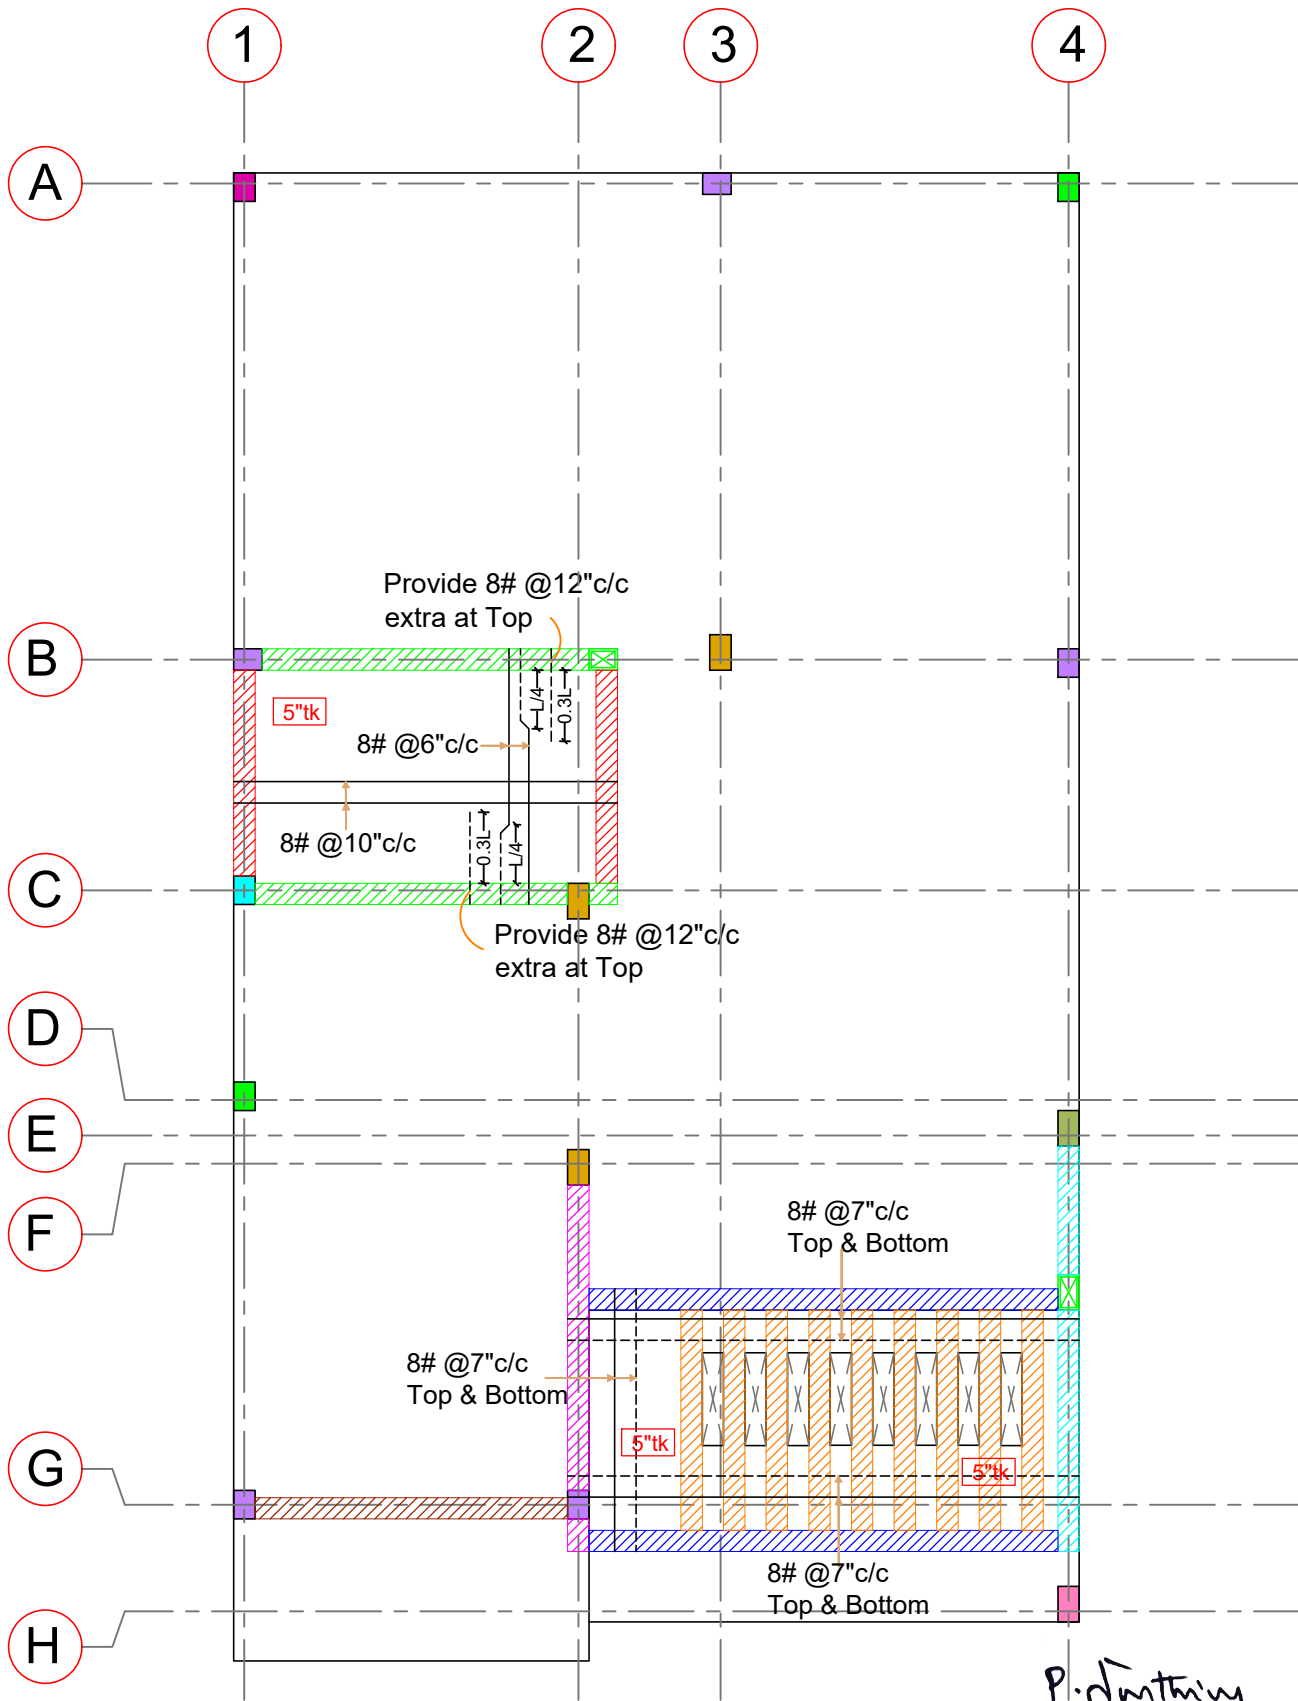 1
2
3
4
A
B
C
D
E
F
G
H
Provide 8# @12"c/c
extra at Top
5"tk
L/4
0.3L
8# @6"c/c
0.3L
L/4
8# @10"c/c
Provide 8# @12"c/c
extra at Top
8# @7"c/c
Top & Bottom
8# @7"c/c
Top & Bottom
5"tk
5"tk
8# @7"c/c
Top & Bottom